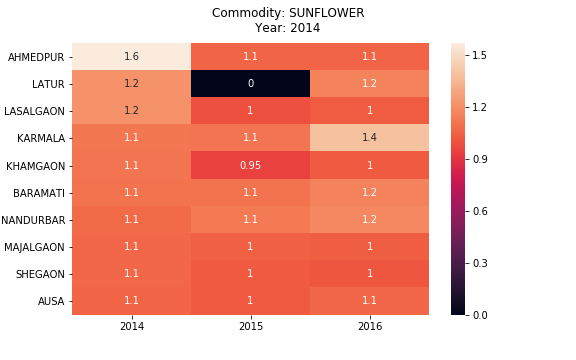 Commodity: SUNFLOWER
Year: 2014
AHMEDPUR 1.6 1.1 1.1
LATUR 1.2 0 1.2
LASALGAON 1.2 1 1
KARMALA 1.1 1.1 1.4
KHAMGAON 1.1 0.95 1
BARAMATI 1.1 1.1 1.2
NANDURBAR 1.1 1.1 1.2
MAJALGAON 1.1 1 1
SHEGAON 1.1 1 1
AUSA 1.1 1 1.1
2014 2015 2016
1.5
1.2
0.9
0.6
0.3
0.0